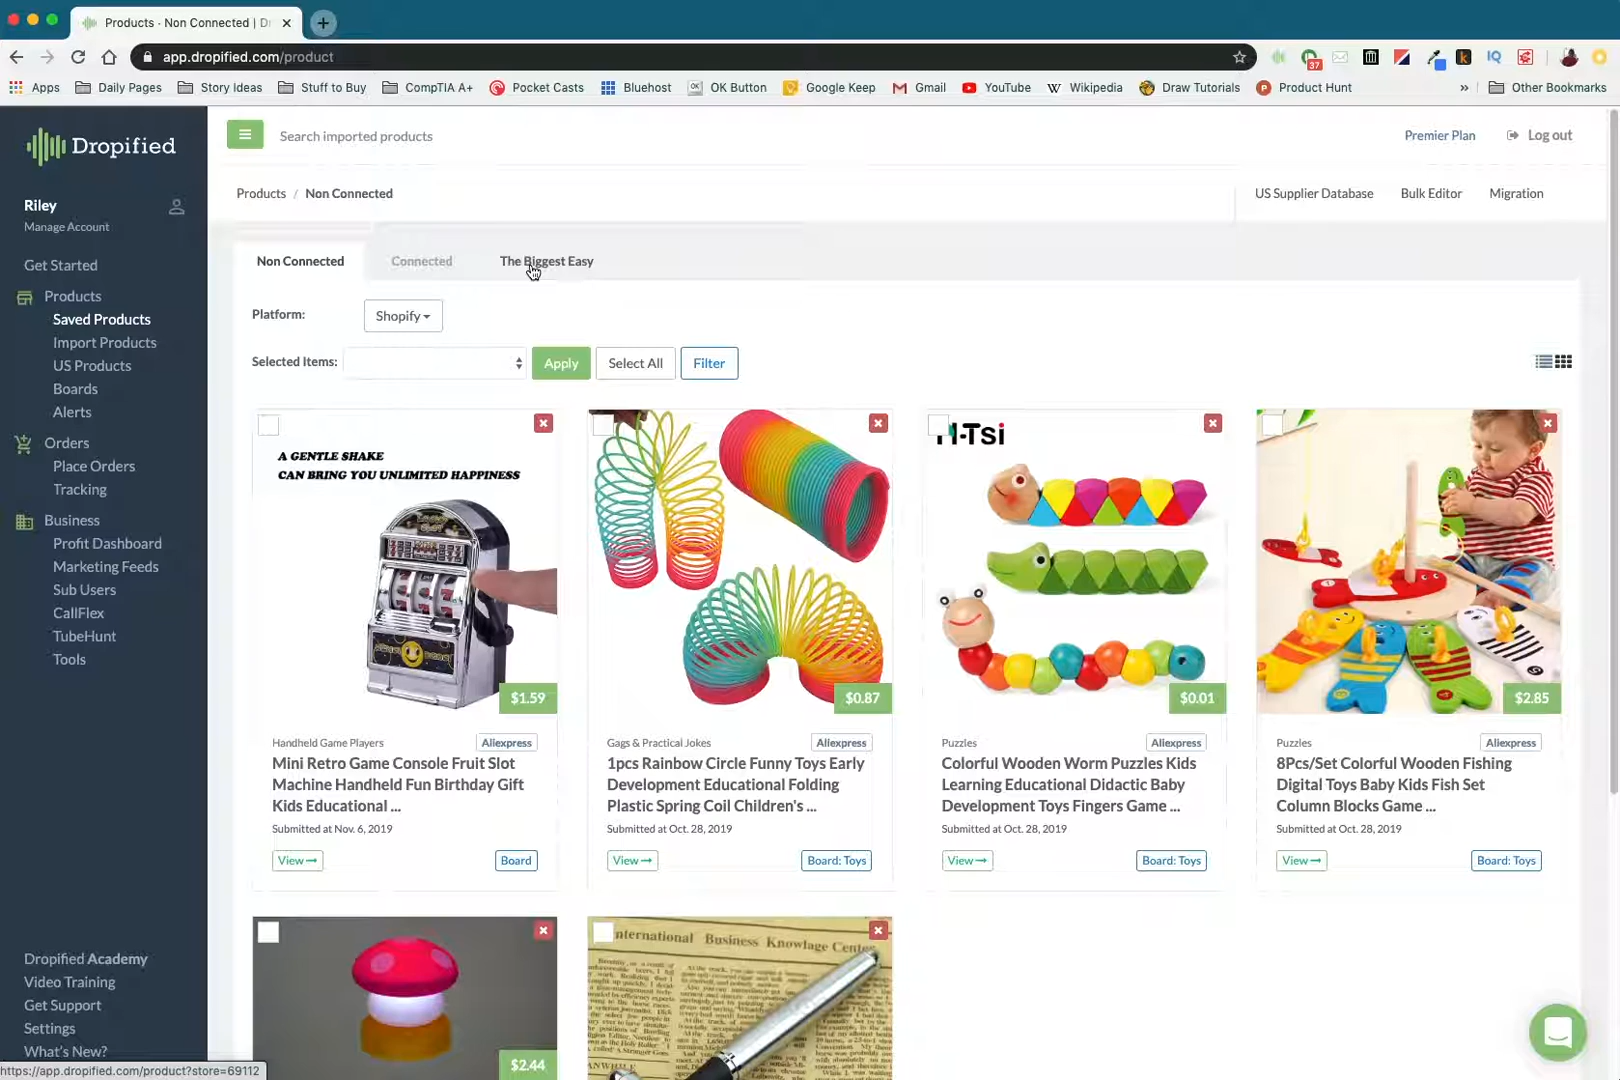 Products · Non Connected | D
app.dropified.com/product
37
Apps
Daily Pages
Story Ideas
Stuff to Buy
CompTIA A+
Pocket Casts
Bluehost
OK
OK Button
Google Keep
Gmail
YouTube
W
Wikipedia
Draw Tutorials
Product Hunt
»
Other Bookmarks
Dropified
Search imported products
Premier Plan
Log out
Riley
Manage Account
Products / Non Connected
US Supplier Database
Bulk Editor
Migration
Get Started
Products
Saved Products
Import Products
US Products
Boards
Alerts
Orders
Place Orders
Tracking
Business
Profit Dashboard
Marketing Feeds
Sub Users
CallFlex
TubeHunt
Tools
Dropified Academy
Video Training
Get Support
Settings
What's New?
https://app.dropified.com/product?store=69112
Non Connected
Connected
The Biggest Easy
Platform:
Shopify
Selected Items:
Apply
Select All
Filter
A GENTLE SHAKE
CAN BRING YOU UNLIMITED HAPPINESS
$1.59
Handheld Game Players
Aliexpress
Mini Retro Game Console Fruit Slot
Machine Handheld Fun Birthday Gift
Kids Educational ...
Submitted at Nov. 6, 2019
View
Board
$0.87
Gags & Practical Jokes
Aliexpress
1pcs Rainbow Circle Funny Toys Early
Development Educational Folding
Plastic Spring Coil Children's ...
Submitted at Oct. 28, 2019
View
Board: Toys
$0.01
Puzzles
Aliexpress
Colorful Wooden Worm Puzzles Kids
Learning Educational Didactic Baby
Development Toys Fingers Game ...
Submitted at Oct. 28, 2019
View
Board: Toys
$2.85
Puzzles
Aliexpress
8Pcs/Set Colorful Wooden Fishing
Digital Toys Baby Kids Fish Set
Column Blocks Game ...
Submitted at Oct. 28, 2019
View
Board: Toys
$2.44
nternational Business Knowlage Cente